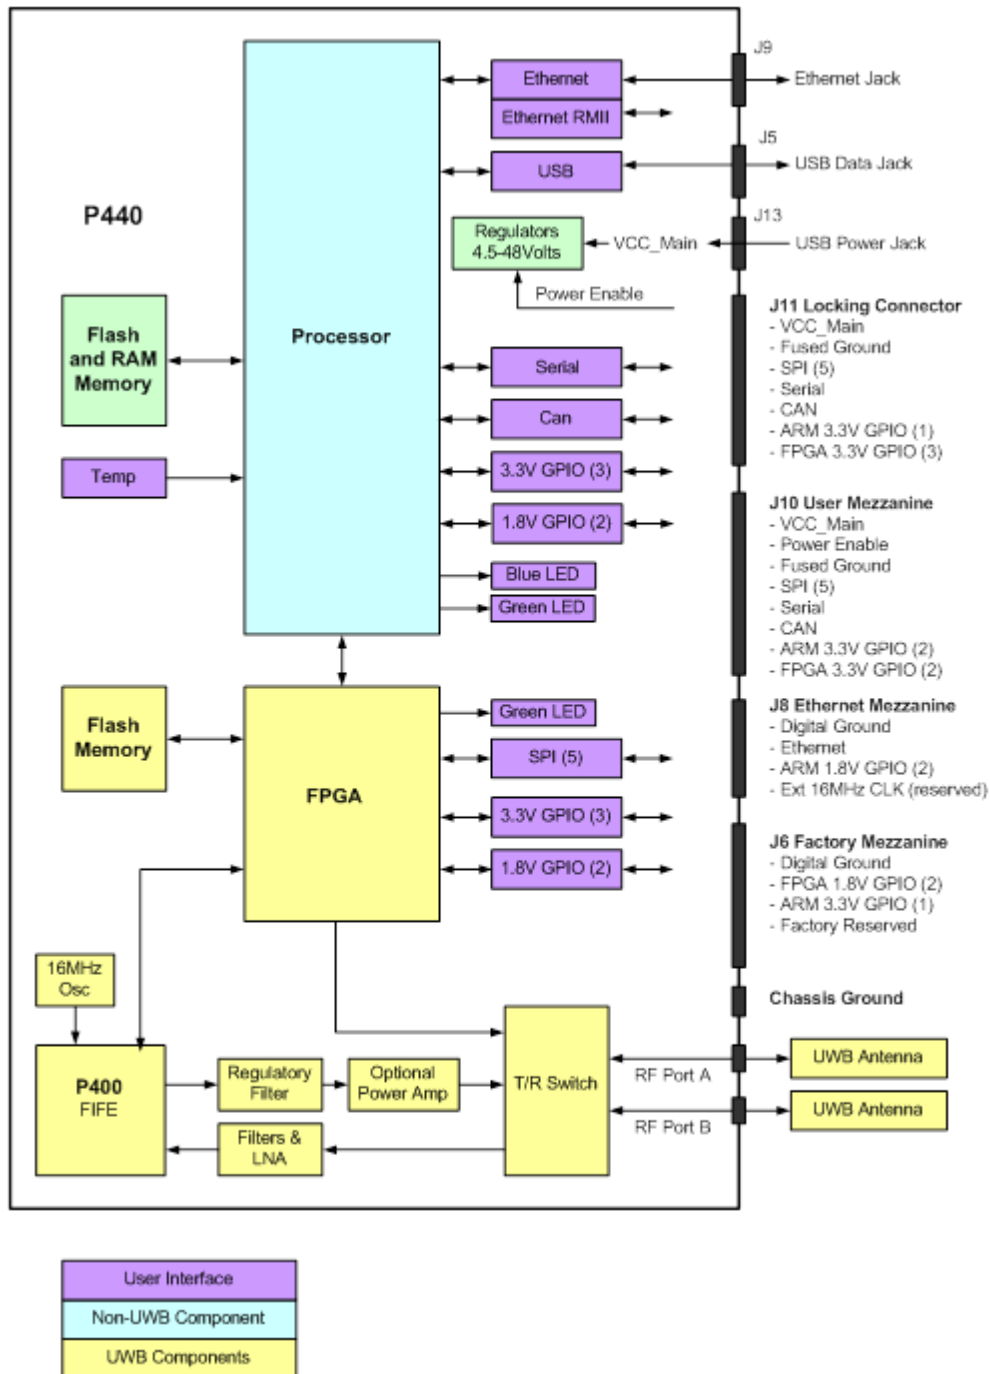 J9
Ethernet
Ethernet Jack
Ethernet RMII
J5
USB
USB Data Jack
P440
J13
Regulators
4.5-48Volts
VCC_Main
USB Power Jack
Power Enable
Processor
Flash
and RAM
Memory
Temp
Serial
Can
3.3V GPIO (3)
1.8V GPIO (2)
Blue LED
Green LED
J11 Locking Connector
- VCC_Main
- Fused Ground
- SPI (5)
- Serial
- CAN
- ARM 3.3V GPIO (1)
- FPGA 3.3V GPIO (3)
J10 User Mezzanine
- VCC_Main
- Power Enable
- Fused Ground
- SPI (5)
- Serial
- CAN
- ARM 3.3V GPIO (2)
- FPGA 3.3V GPIO (2)
Flash
Memory
FPGA
Green LED
SPI (5)
3.3V GPIO (3)
1.8V GPIO (2)
J8 Ethernet Mezzanine
- Digital Ground
- Ethernet
- ARM 1.8V GPIO (2)
- Ext 16MHz CLK (reserved)
J6 Factory Mezzanine
- Digital Ground
- FPGA 1.8V GPIO (2)
- ARM 3.3V GPIO (1)
- Factory Reserved
16MHz
Osc
Chassis Ground
P400
FIFE
Regulatory
Filter
Optional
Power Amp
Filters &
LNA
T/R Switch
RF Port A
UWB Antenna
RF Port B
UWB Antenna
User Interface
Non-UWB Component
UWB Components